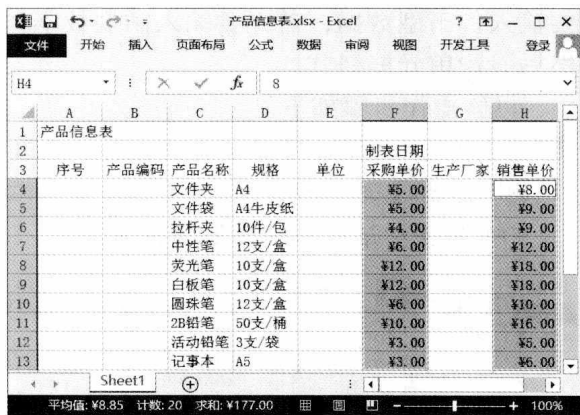 产品信息表.xlsx - Excel
文件 开始 插入 页面布局 公式 数据 审阅 视图 开发工具 登录
H4 fx 8
A B C D E F G H
1 产品信息表
2 制表日期
3 序号 产品编码 产品名称 规格 单位 采购单价 生产厂家 销售单价
4 文件夹 A4 ¥5.00 ¥8.00
5 文件袋 A4牛皮纸 ¥5.00 ¥9.00
6 拉杆夹 10件/包 ¥4.00 ¥9.00
7 中性笔 12支/盒 ¥6.00 ¥12.00
8 荧光笔 10支/盒 ¥12.00 ¥18.00
9 白板笔 10支/盒 ¥12.00 ¥18.00
10 圆珠笔 12支/盒 ¥6.00 ¥10.00
11 2B铅笔 50支/桶 ¥10.00 ¥16.00
12 活动铅笔 3支/袋 ¥3.00 ¥5.00
13 记事本 A5 ¥3.00 ¥6.00
Sheet1
平均值: ¥8.85 计数: 20 求和: ¥177.00 100%